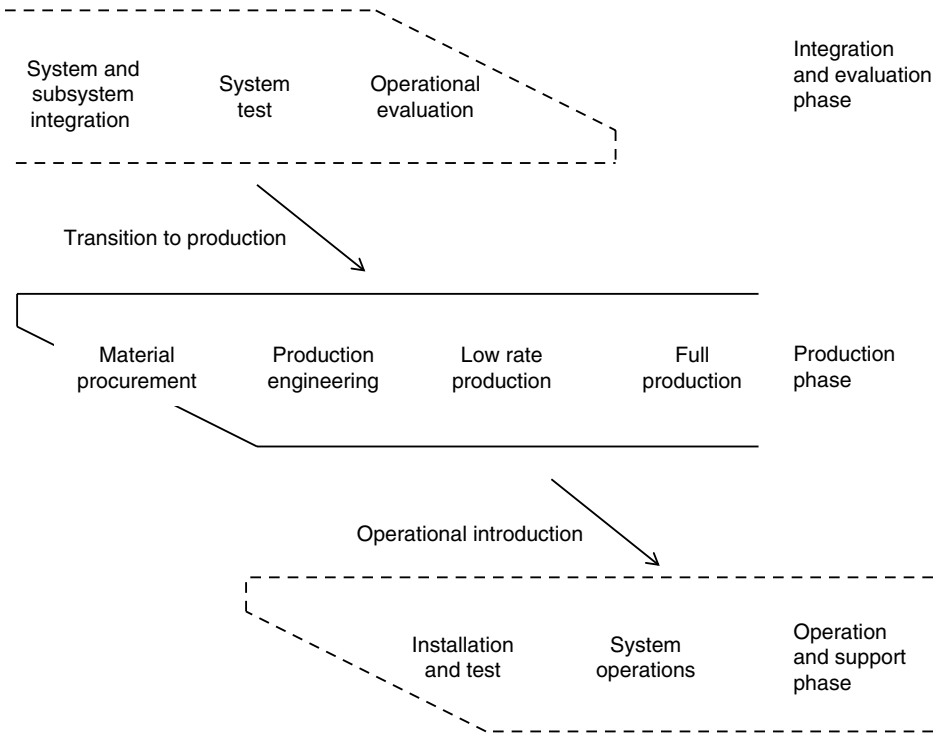 System and
subsystem
integration
System
test
Operational
evaluation
Integration
and evaluation
phase
Transition to production
Material
procurement
Production
engineering
Low rate
production
Full
production
Production
phase
Operational introduction
Installation
and test
System
operations
Operation
and support
phase